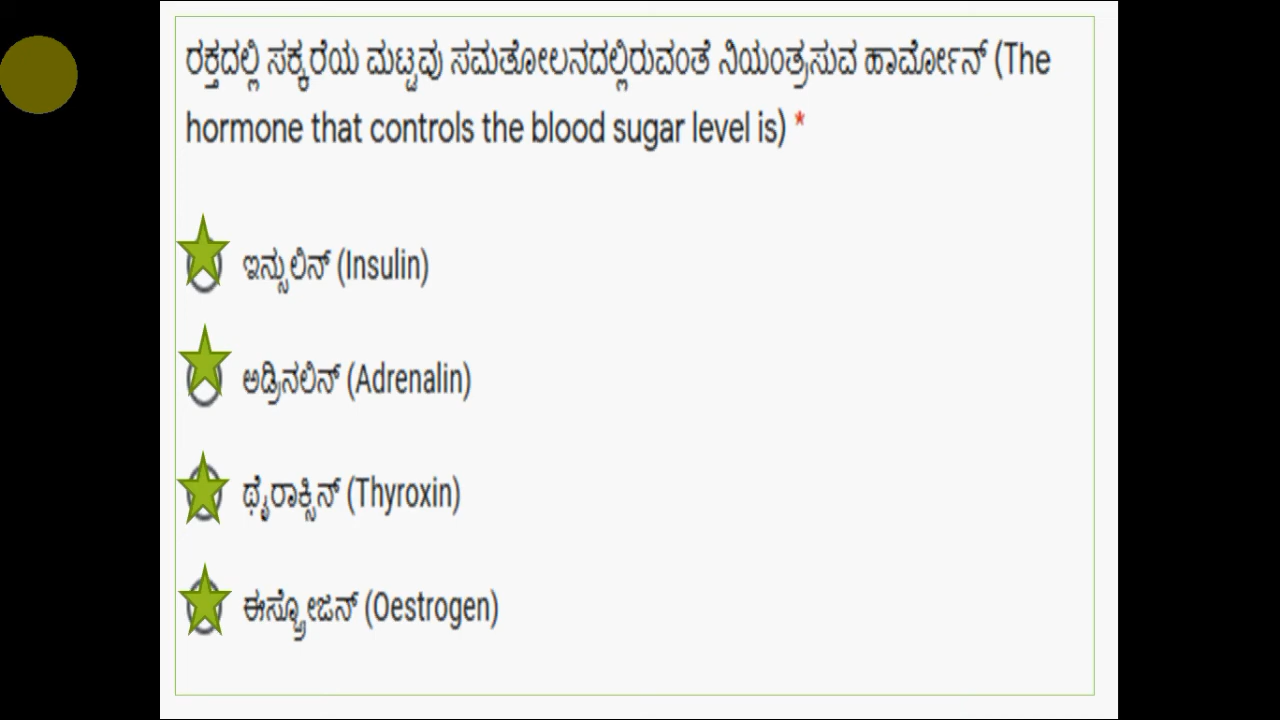 ರಕ್ತದಲ್ಲಿ ಸಕ್ಕರೆಯ ಮಟ್ಟವು ಸಮತೋಲನದಲ್ಲಿರುವಂತೆ ನಿಯಂತ್ರಸುವ ಹಾರ್ಮೋನ್ (The
hormone that controls the blood sugar level is) *
ಇನ್ಸುಲಿನ್ (Insulin)
ಅಡ್ರಿನಲಿನ್ (Adrenalin)
ಥೈರಾಕ್ಸಿನ್ (Thyroxin)
ಈಸ್ಟ್ರೋಜನ್ (Oestrogen)